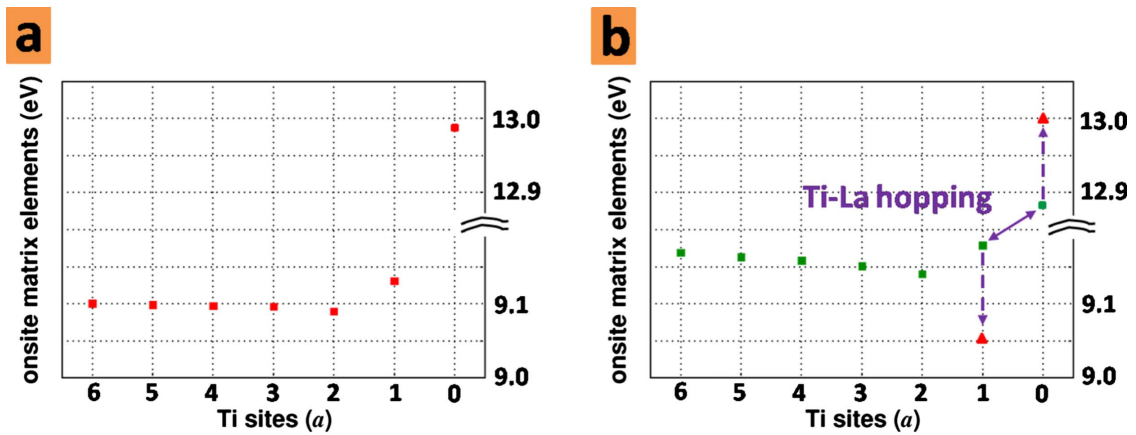 a
onsite matrix elements (eV)
13.0
12.9
9.1
9.0
6 5 4 3 2 1 0
Ti sites (a)
b
onsite matrix elements (eV)
Ti-La hopping
13.0
12.9
9.1
9.0
6 5 4 3 2 1 0
Ti sites (a)